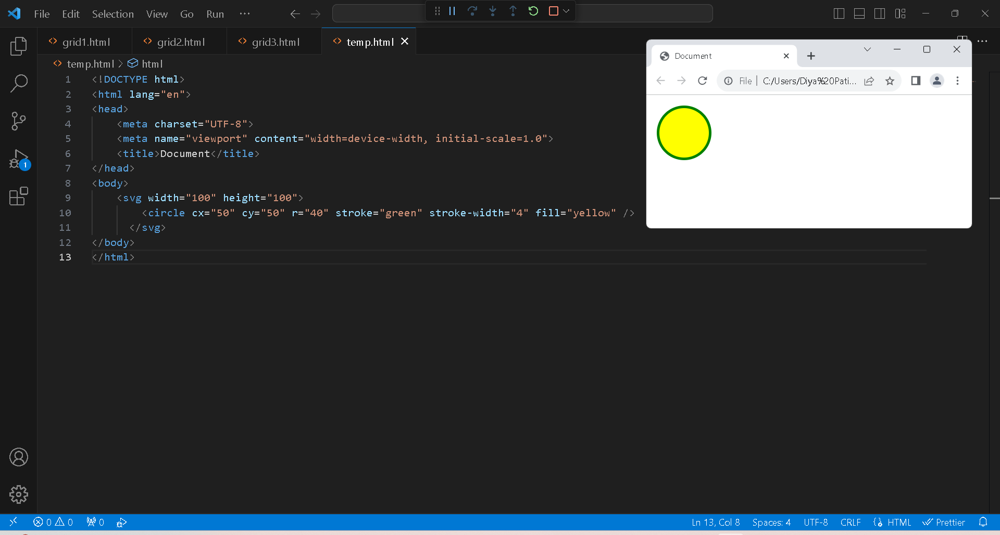 File Edit Selection View Go Run ···
grid1.html grid2.html grid3.html temp.html
temp.html > html
1 <!DOCTYPE html>
2 <html lang="en">
3 <head>
4 <meta charset="UTF-8">
5 <meta name="viewport" content="width=device-width, initial-scale=1.0">
6 <title>Document</title>
7 </head>
8 <body>
9 <svg width="100" height="100">
10 <circle cx="50" cy="50" r="40" stroke="green" stroke-width="4" fill="yellow" />
11 </svg>
12 </body>
13 </html>
Document
File | C:/Users/Diya%20Pati...
1
0 0 0 Ln 13, Col 8 Spaces: 4 UTF-8 CRLF HTML Prettier